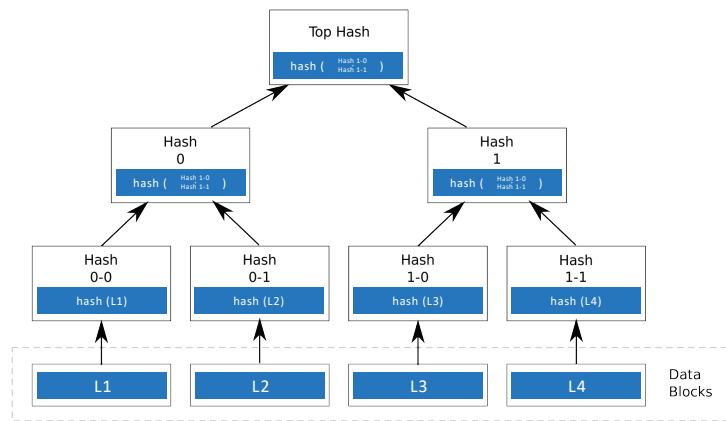 Top Hash
hash ( Hash 1-0
Hash 1-1 )
Hash
0
hash ( Hash 1-0
Hash 1-1 )
Hash
1
hash ( Hash 1-0
Hash 1-1 )
Hash
0-0
hash (L1)
Hash
0-1
hash (L2)
Hash
1-0
hash (L3)
Hash
1-1
hash (L4)
L1
L2
L3
L4
Data
Blocks